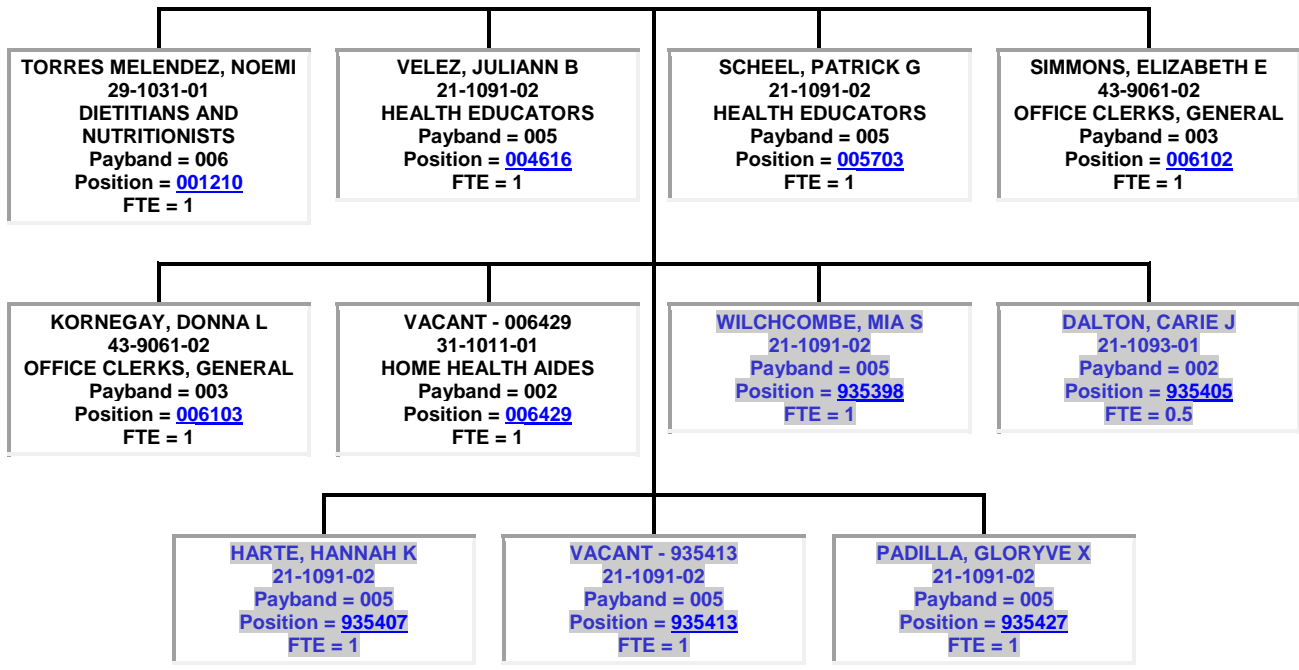 TORRES MELENDEZ, NOEMI
29-1031-01
DIETITIANS AND
NUTRITIONISTS
Payband = 006
Position = 001210
FTE = 1
VELEZ, JULIANN B
21-1091-02
HEALTH EDUCATORS
Payband = 005
Position = 004616
FTE = 1
SCHEEL, PATRICK G
21-1091-02
HEALTH EDUCATORS
Payband = 005
Position = 005703
FTE = 1
SIMMONS, ELIZABETH E
43-9061-02
OFFICE CLERKS, GENERAL
Payband = 003
Position = 006102
FTE = 1
KORNEGAY, DONNA L
43-9061-02
OFFICE CLERKS, GENERAL
Payband = 003
Position = 006103
FTE = 1
VACANT - 006429
31-1011-01
HOME HEALTH AIDES
Payband = 002
Position = 006429
FTE = 1
WILCHCOMBE, MIA S
21-1091-02
Payband = 005
Position = 935398
FTE = 1
DALTON, CARIE J
21-1093-01
Payband = 002
Position = 935405
FTE = 0.5
HARTE, HANNAH K
21-1091-02
Payband = 005
Position = 935407
FTE = 1
VACANT - 935413
21-1091-02
Payband = 005
Position = 935413
FTE = 1
PADILLA, GLORYVE X
21-1091-02
Payband = 005
Position = 935427
FTE = 1